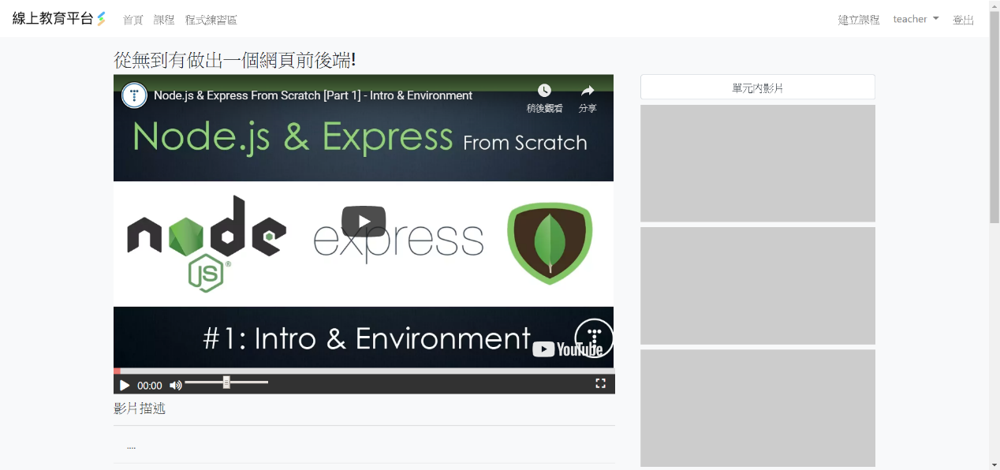 線上教育平台
首頁 課程 程式練習區
建立課程 teacher 登出
從無到有做出一個網頁前後端!
Node.js & Express From Scratch [Part 1] - Intro & Environment
稍後觀看 分享
Node.js & Express From Scratch
node
JS
®
express
#1: Intro & Environment
YouTube
00:00
影片描述
....
單元內影片